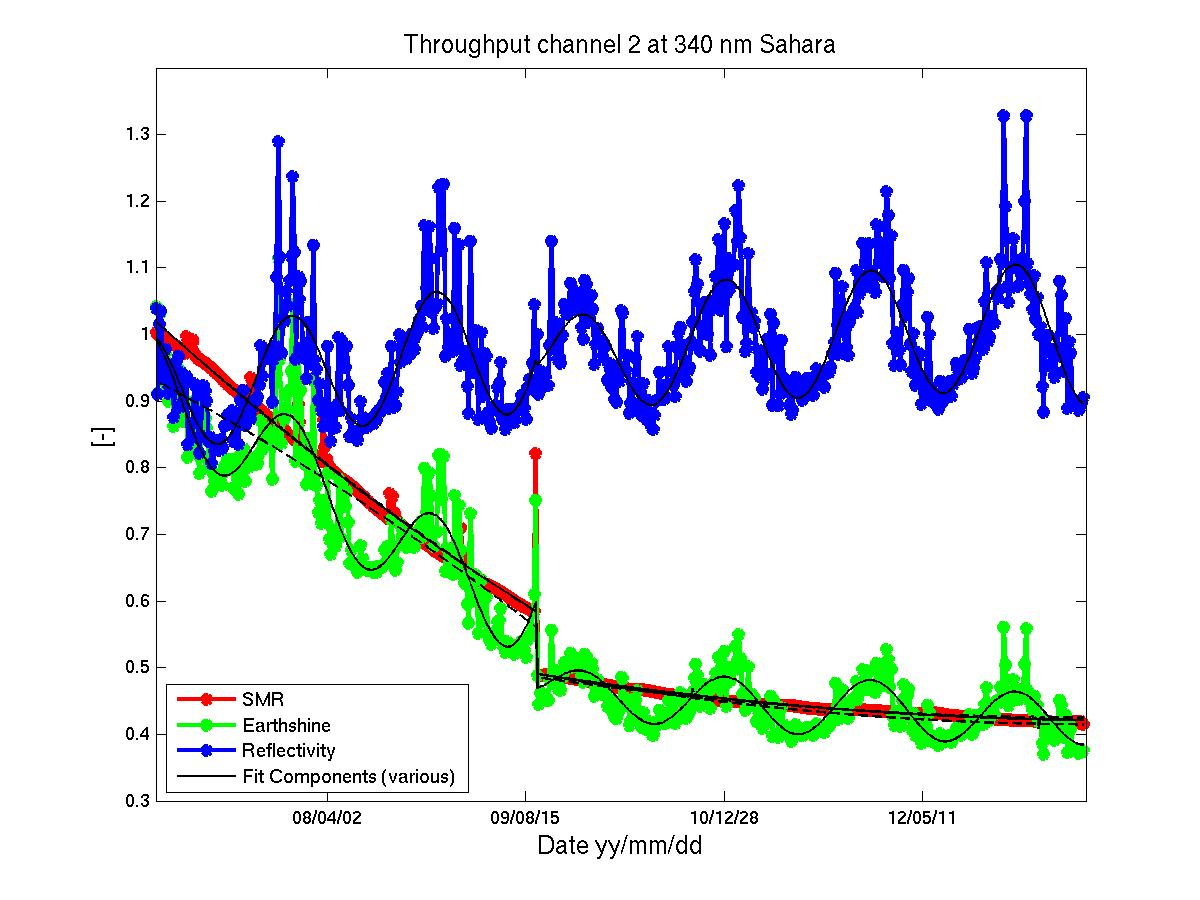 Throughput channel 2 at 340 nm Sahara
1.3
1.2
1.1
1
0.9
0.8
0.7
0.6
0.5
0.4
0.3
[-]
SMR
Earthshine
Reflectivity
Fit Components (various)
08/04/02 09/08/15 10/12/28 12/05/11
Date yy/mm/dd